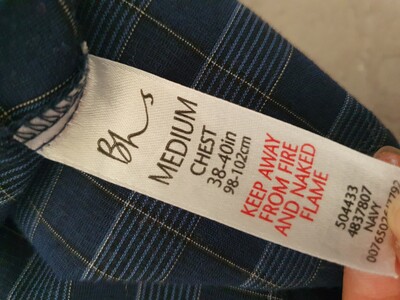 Bhs
MEDIUM
CHEST
38-40in
98-102cm
KEEP AWAY
FROM FIRE
AND NAKED
FLAME
504433
4837807
NAVY